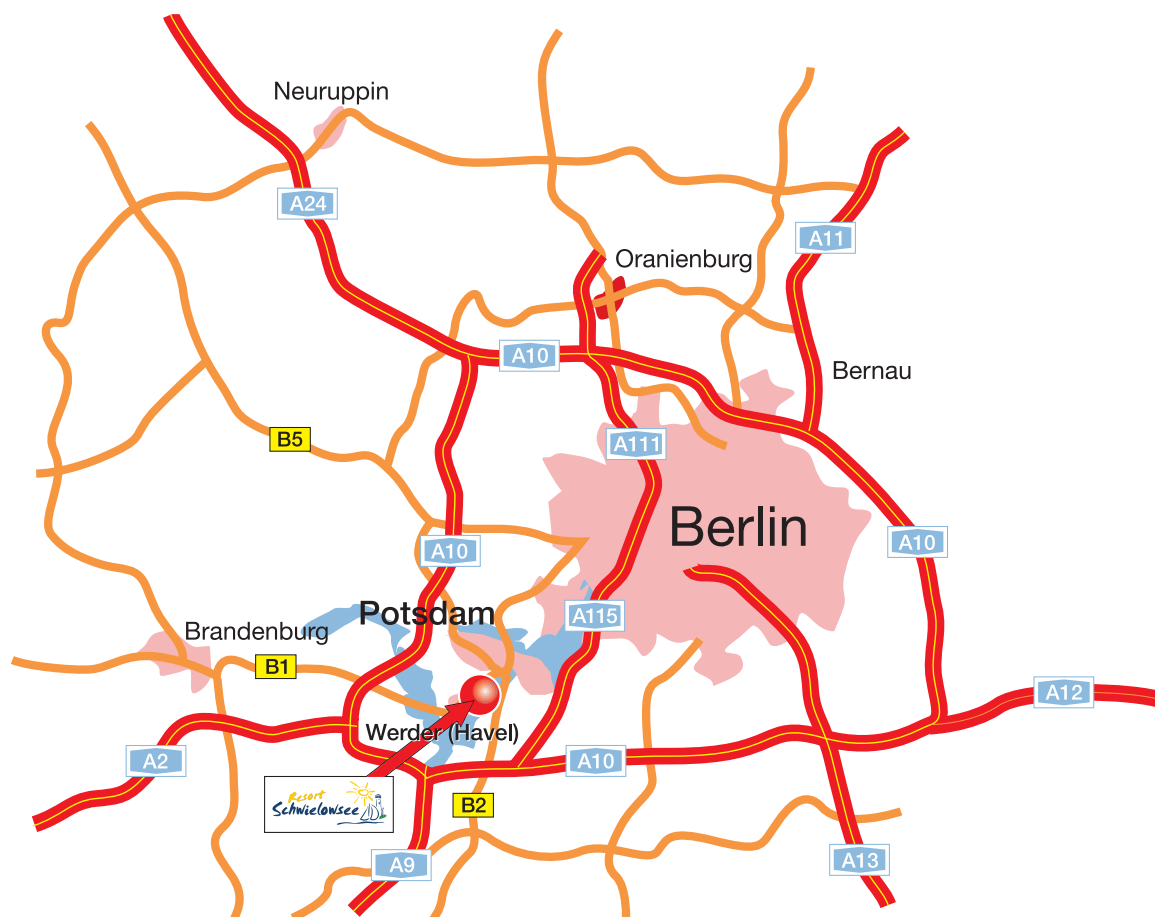 Neuruppin
A24
A11
Oranienburg
A10
Bernau
B5
A111
Berlin
A10
A10
Potsdam
A115
Brandenburg
B1
A12
Werder (Havel)
A2
A10
Resort
Schwielowsee
B2
A9
A13